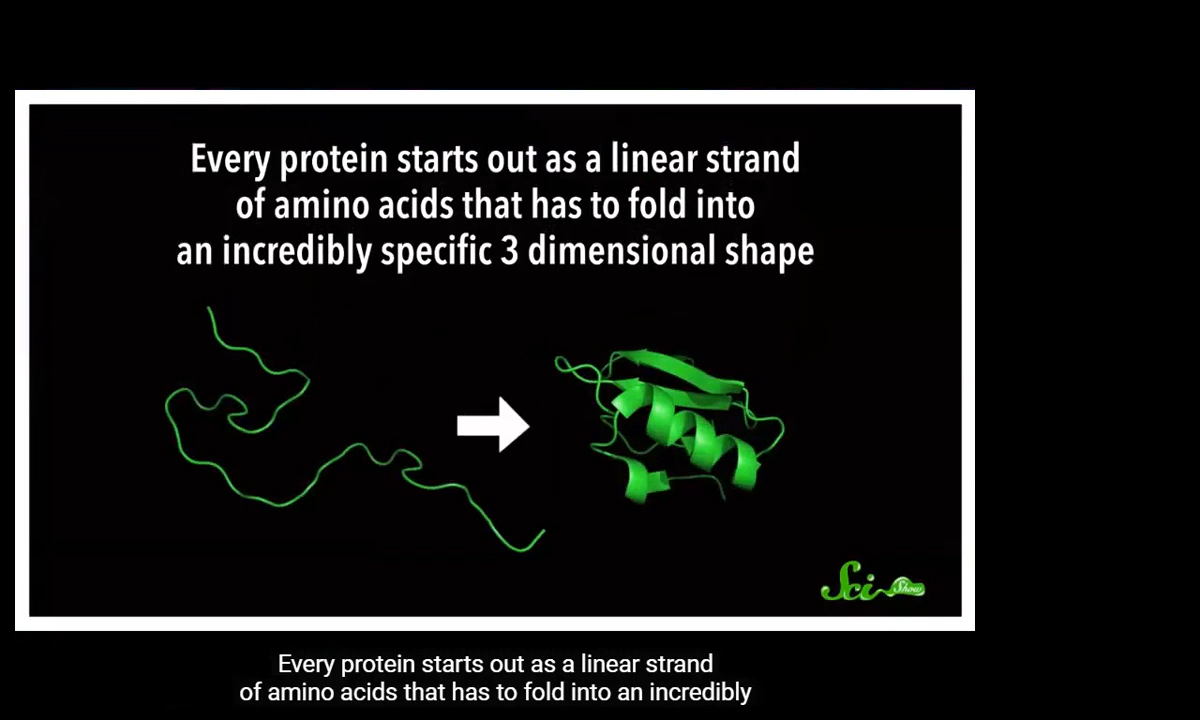 Every protein starts out as a linear strand
of amino acids that has to fold into
an incredibly specific 3 dimensional shape
Sci Show
Every protein starts out as a linear strand
of amino acids that has to fold into an incredibly